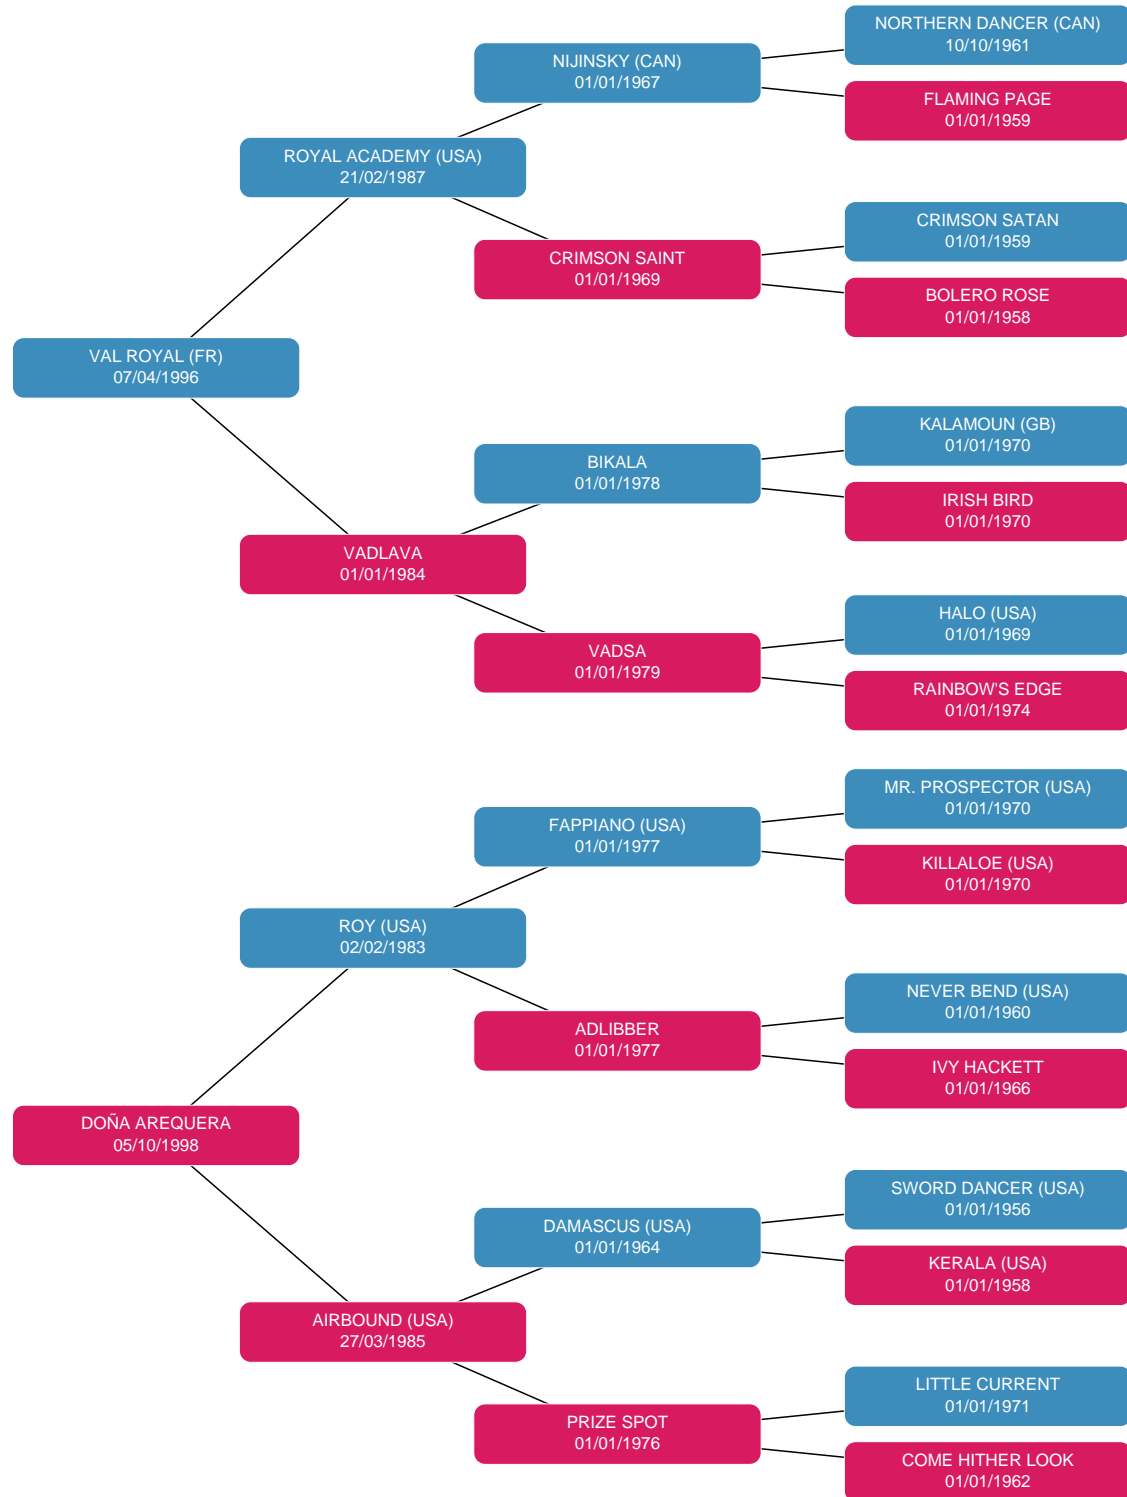 NORTHERN DANCER (CAN)
10/10/1961
NIJINSKY (CAN)
01/01/1967
FLAMING PAGE
01/01/1959
ROYAL ACADEMY (USA)
21/02/1987
CRIMSON SATAN
01/01/1959
CRIMSON SAINT
01/01/1969
BOLERO ROSE
01/01/1958
VAL ROYAL (FR)
07/04/1996
KALAMOUN (GB)
01/01/1970
BIKALA
01/01/1978
IRISH BIRD
01/01/1970
VADLAVA
01/01/1984
HALO (USA)
01/01/1969
VADSA
01/01/1979
RAINBOW'S EDGE
01/01/1974
MR. PROSPECTOR (USA)
01/01/1970
FAPPIANO (USA)
01/01/1977
KILLALOE (USA)
01/01/1970
ROY (USA)
02/02/1983
NEVER BEND (USA)
01/01/1960
ADLIBBER
01/01/1977
IVY HACKETT
01/01/1966
DOÑA AREQUERA
05/10/1998
SWORD DANCER (USA)
01/01/1956
DAMASCUS (USA)
01/01/1964
KERALA (USA)
01/01/1958
AIRBOUND (USA)
27/03/1985
LITTLE CURRENT
01/01/1971
PRIZE SPOT
01/01/1976
COME HITHER LOOK
01/01/1962